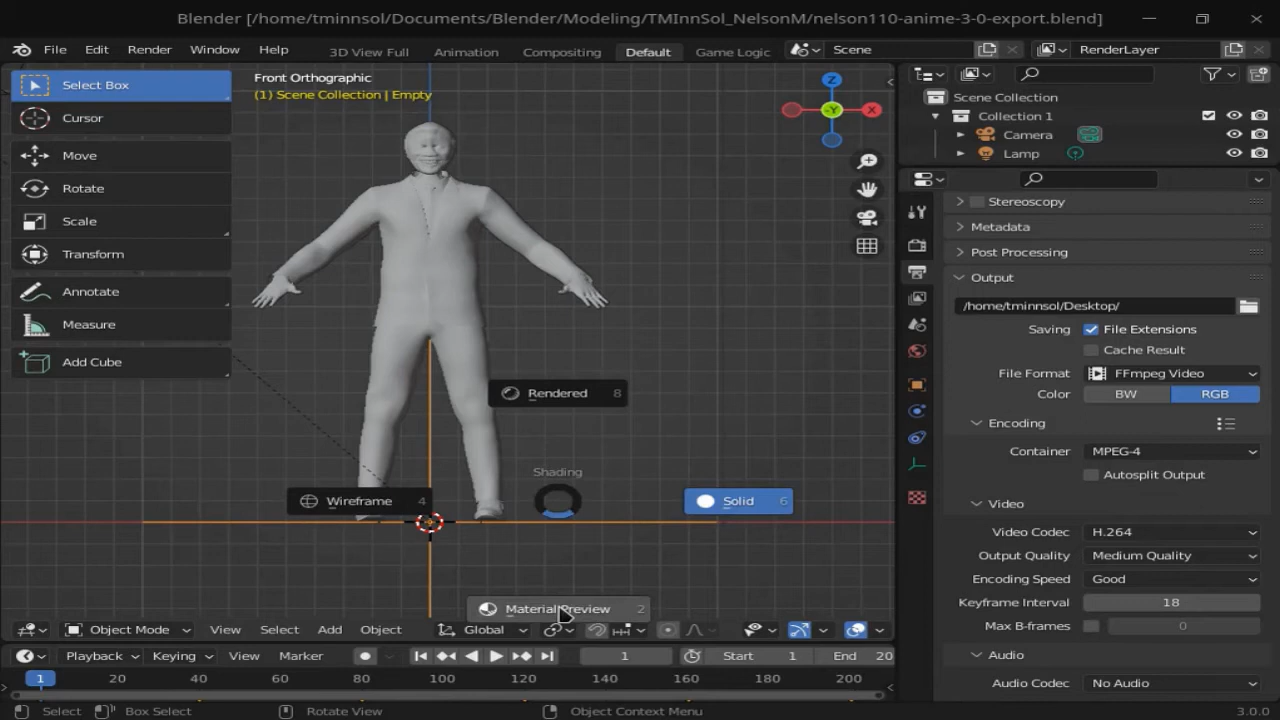 Blender [/home/tminnsol/Documents/Blender/Modeling/TMInnSol_NelsonM/nelson110-anime-3-0-export.blend]
File Edit Render Window Help 3D View Full Animation Compositing Default Game Logic Scene RenderLayer
Select Box
Cursor
Move
Rotate
Scale
Transform
Annotate
Measure
Add Cube
Front Orthographic
(1) Scene Collection | Empty
Z
-Y
X
Rendered 8
Shading
Wireframe 4
Solid 6
Material Preview 2
Scene Collection
Collection 1
Camera
Lamp
Stereoscopy
Metadata
Post Processing
Output
/home/tminnsol/Desktop/
Saving File Extensions
Cache Result
File Format FFmpeg Video
Color BW RGB
Encoding
Container MPEG-4
Autosplit Output
Video
Video Codec H.264
Output Quality Medium Quality
Encoding Speed Good
Keyframe Interval 18
Max B-frames 0
Audio
Audio Codec No Audio
Object Mode View Select Add Object Global
Playback Keying View Marker 1 Start 1 End 20
1 20 40 60 80 100 120 140 160 180 200
Select Box Select Rotate View Object Context Menu 3.0.0